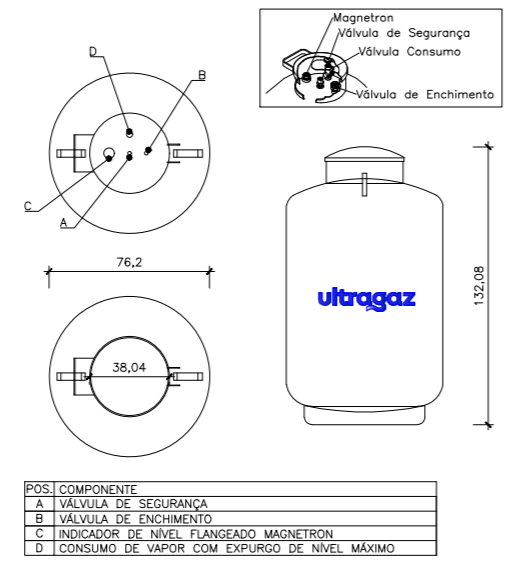 Magnetron
Válvula de Segurança
Válvula Consumo
Válvula de Enchimento
D
B
C
A
76,2
38,04
132,08
ultragaz
POS. COMPONENTE
A VÁLVULA DE SEGURANÇA
B VÁLVULA DE ENCHIMENTO
C INDICADOR DE NÍVEL FLANGEADO MAGNETRON
D CONSUMO DE VAPOR COM EXPURGO DE NÍVEL MÁXIMO